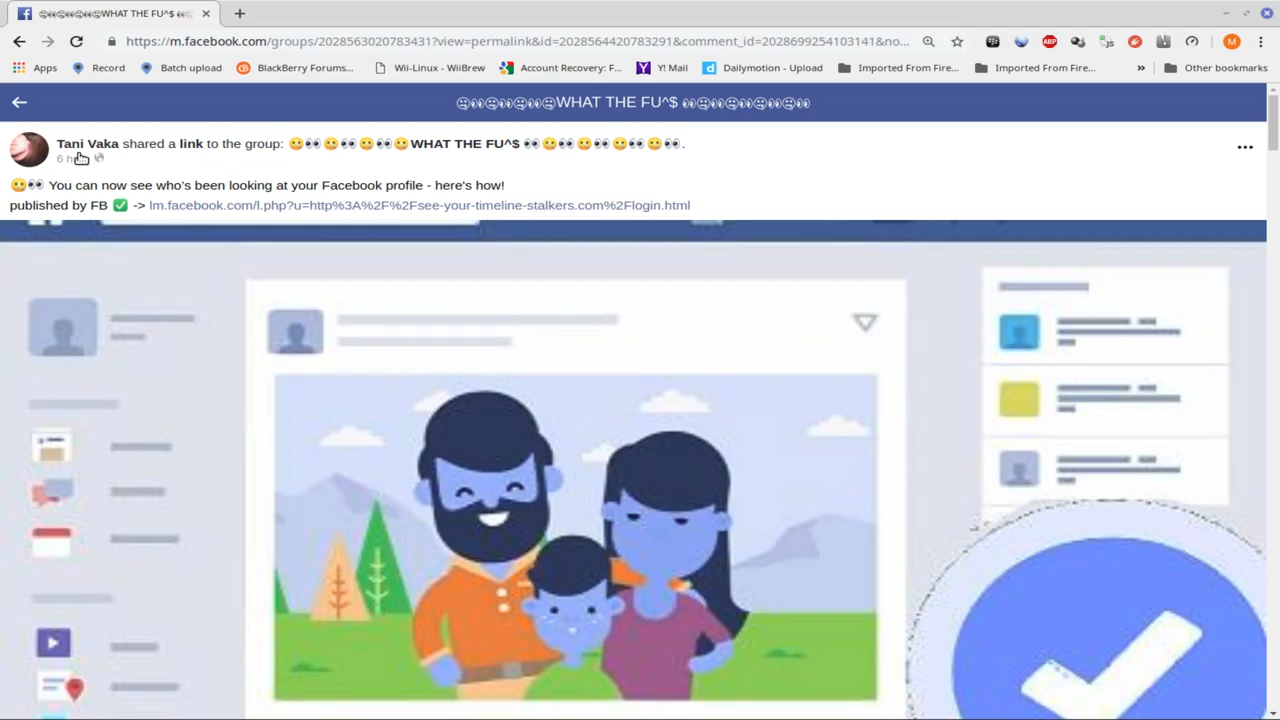 😐👀😐👀😐👀😐WHAT THE FU^$ 👀😐
https://m.facebook.com/groups/2028563020783431?view=permalink&id=2028564420783291&comment_id=2028699254103141&no...
Apps Record Batch upload BlackBerry Forums... Wii-Linux - WiiBrew Account Recovery: F... Y! Mail Dailymotion - Upload Imported From Fire... Imported From Fire... » Other bookmarks
😐👀😐👀😐👀😐WHAT THE FU^$ 👀😐👀😐👀😐👀😐👀
Tani Vaka shared a link to the group: 😐👀😐👀😐👀😐WHAT THE FU^$ 👀😐👀😐👀😐👀😐👀.
😐👀 You can now see who's been looking at your Facebook profile - here's how!
published by FB ✅ -> lm.facebook.com/l.php?u=http%3A%2F%2Fsee-your-timeline-stalkers.com%2Flogin.html